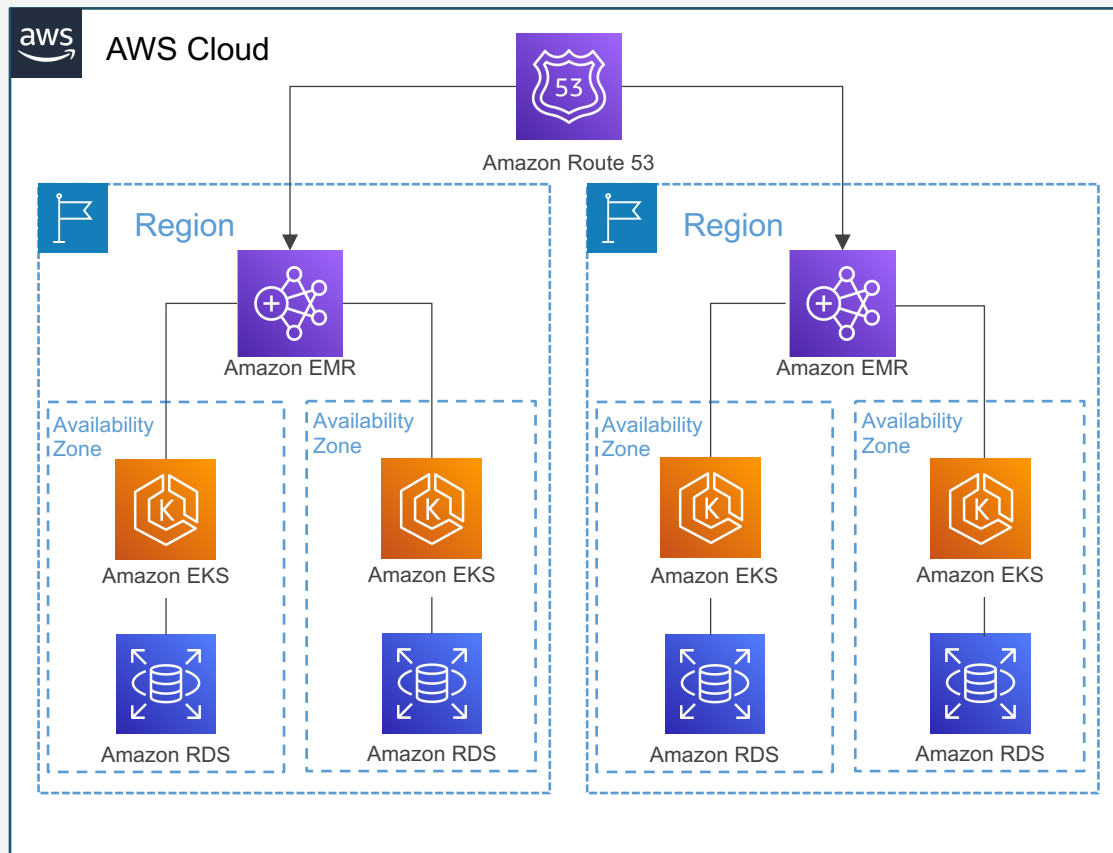 aws
AWS Cloud
53
Amazon Route 53
Region
Amazon EMR
Availability
Zone
K
Amazon EKS
Amazon RDS
Availability
Zone
K
Amazon EKS
Amazon RDS
Region
Amazon EMR
Availability
Zone
K
Amazon EKS
Amazon RDS
Availability
Zone
K
Amazon EKS
Amazon RDS